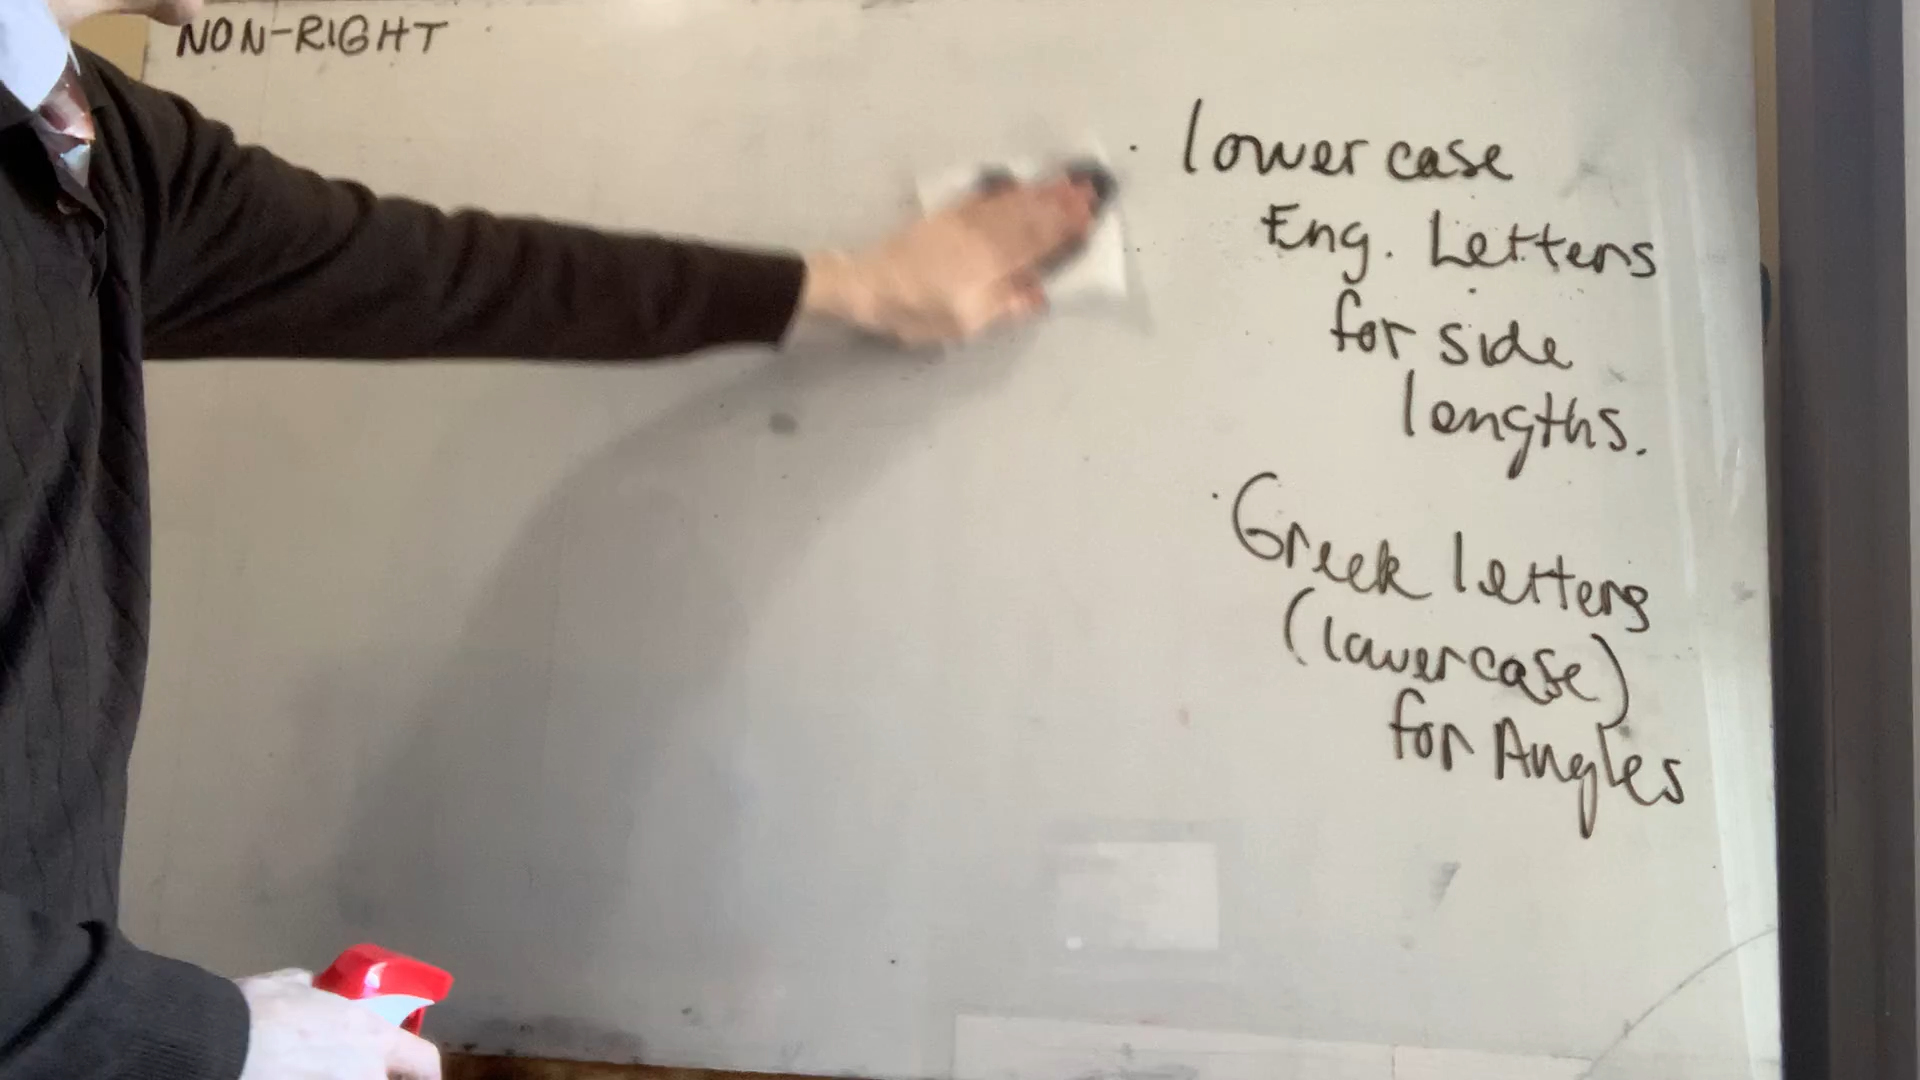 NON-RIGHT
· lower case
Eng. Letters
for side
lengths.
· Greek letters
(lowercase)
for Angles